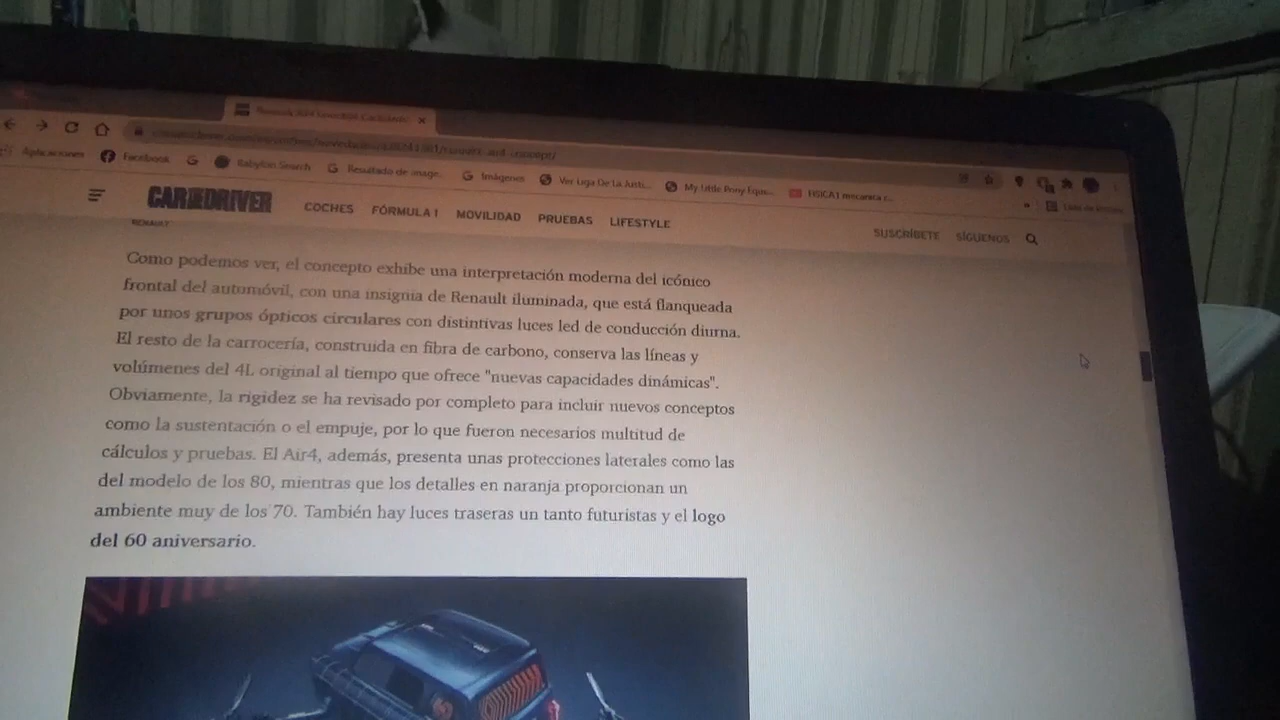 Aplicaciones
Facebook
Babylon Search
Resultado de image...
Imágenes
Ver Liga De La Justi...
My Little Pony Eque...
FISICA1 mecanica r...
CAR AND DRIVER
COCHES
FÓRMULA 1
MOVILIDAD
PRUEBAS
LIFESTYLE
SUSCRÍBETE
SÍGUENOS
RENAULT
Como podemos ver, el concepto exhibe una interpretación moderna del icónico
frontal del automóvil, con una insignia de Renault iluminada, que está flanqueada
por unos grupos ópticos circulares con distintivas luces led de conducción diurna.
El resto de la carrocería, construida en fibra de carbono, conserva las líneas y
volúmenes del 4L original al tiempo que ofrece "nuevas capacidades dinámicas".
Obviamente, la rigidez se ha revisado por completo para incluir nuevos conceptos
como la sustentación o el empuje, por lo que fueron necesarios multitud de
cálculos y pruebas. El Air4, además, presenta unas protecciones laterales como las
del modelo de los 80, mientras que los detalles en naranja proporcionan un
ambiente muy de los 70. También hay luces traseras un tanto futuristas y el logo
del 60 aniversario.